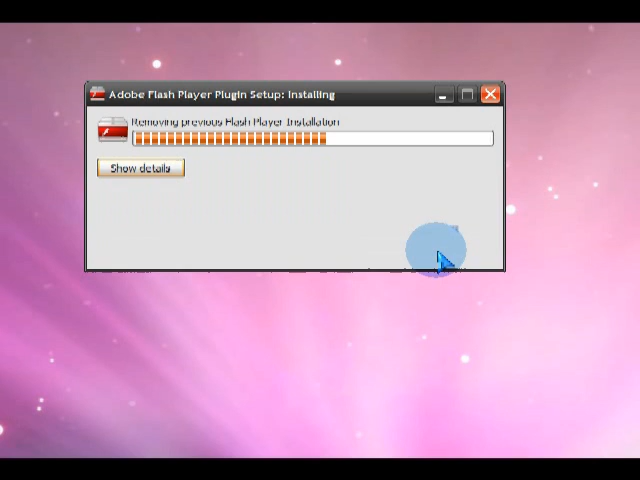 Adobe Flash Player Plugin Setup: Installing
Removing previous Flash Player Installation
Show details